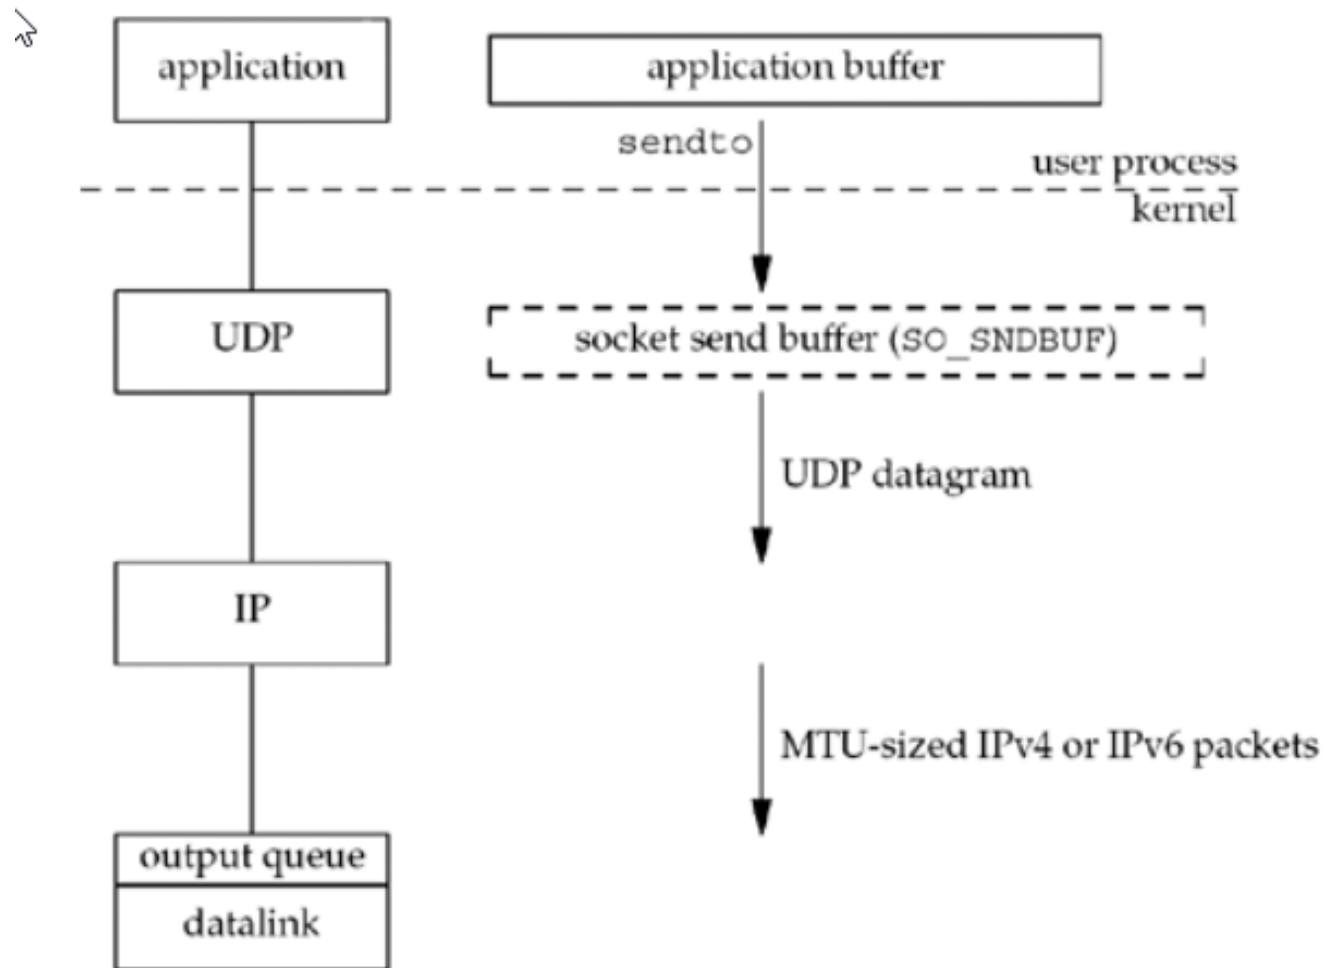 application
application buffer
sendto
user process
kernel
UDP
socket send buffer (SO_SNDBUF)
UDP datagram
IP
MTU-sized IPv4 or IPv6 packets
output queue
datalink